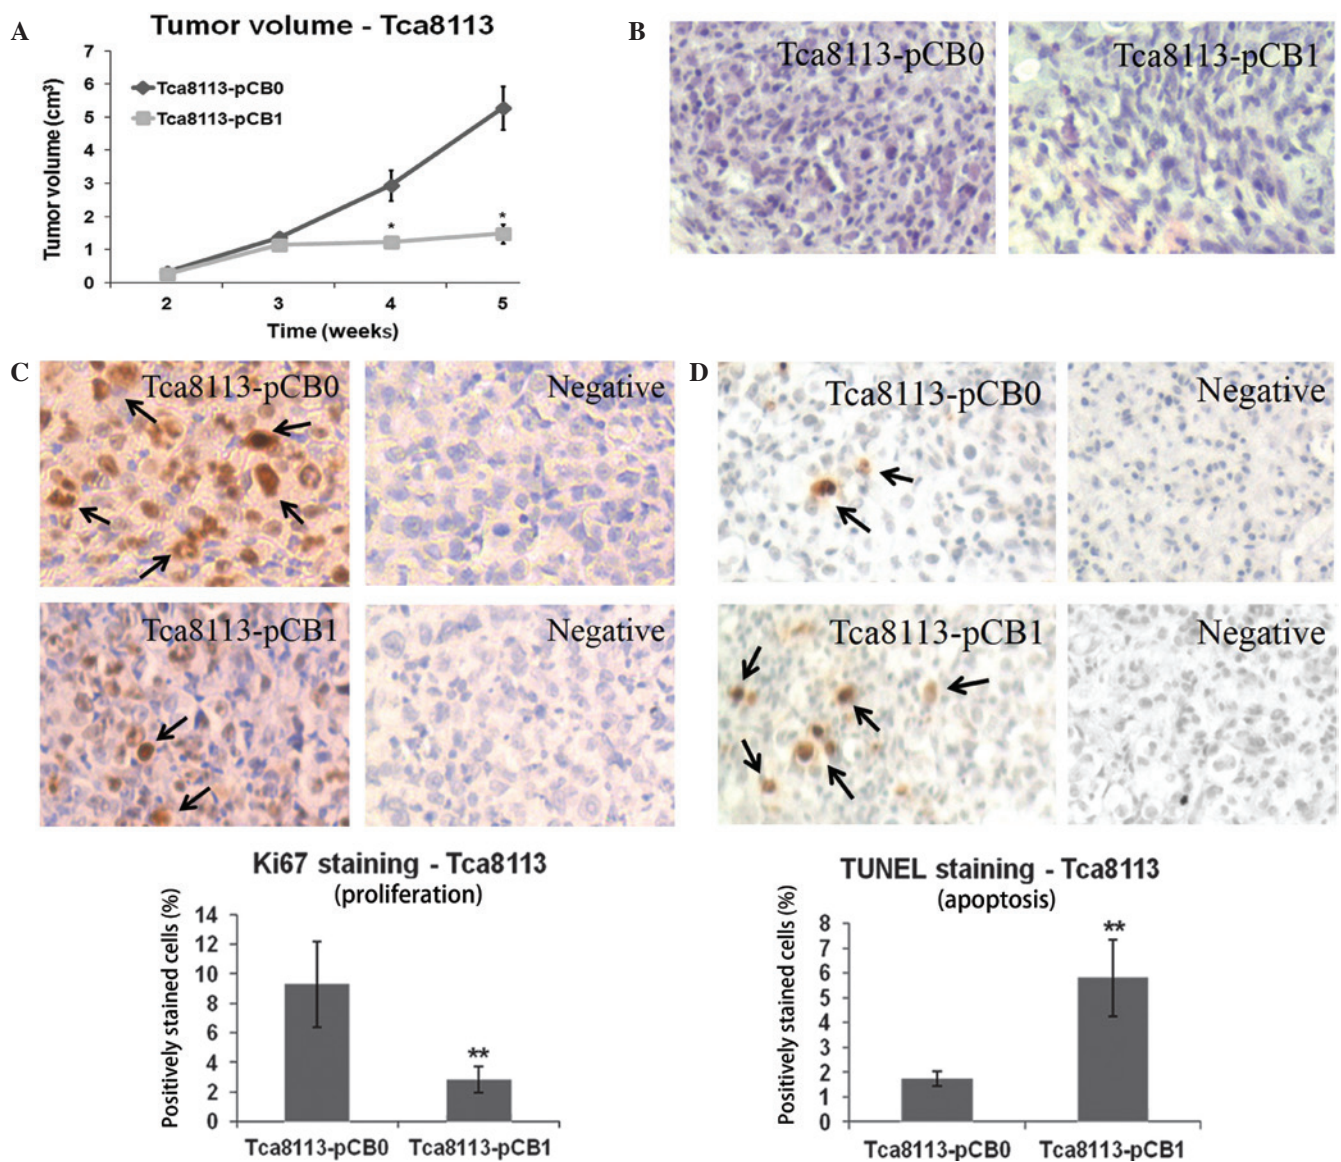 A
Tumor volume - Tca8113
Tumor volume (cm³)
7
6
5
4
3
2
1
0
Tca8113-pCB0
Tca8113-pCB1
*
*
2 3 4 5
Time (weeks)
B
Tca8113-pCB0
Tca8113-pCB1
C
Tca8113-pCB0
Negative
Tca8113-pCB1
Negative
Ki67 staining - Tca8113
(proliferation)
Positively stained cells (%)
14
12
10
8
6
4
2
0
**
Tca8113-pCB0 Tca8113-pCB1
D
Tca8113-pCB0
Negative
Tca8113-pCB1
Negative
TUNEL staining - Tca8113
(apoptosis)
Positively stained cells (%)
8
7
6
5
4
3
2
1
0
**
Tca8113-pCB0 Tca8113-pCB1